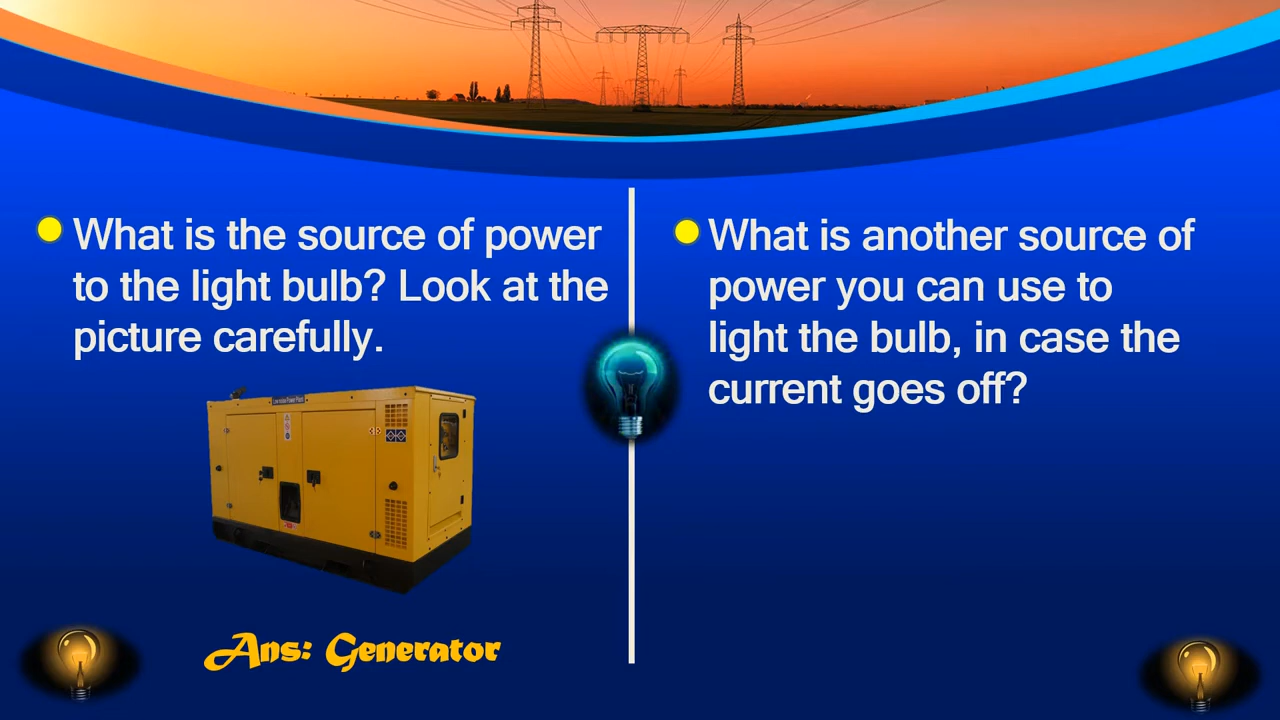 What is the source of power
to the light bulb? Look at the
picture carefully.
Ans: Generator
What is another source of
power you can use to
light the bulb, in case the
current goes off?